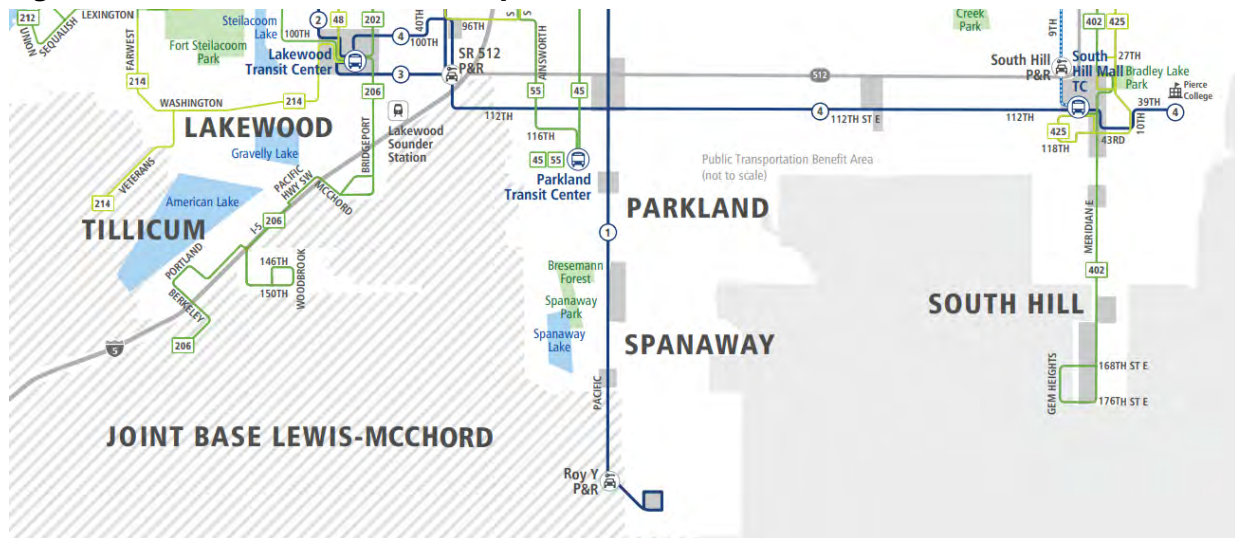 LEXINGTON
212
UNION
SEQUALISH
FARWEST
214
WASHINGTON
214
LAKEWOOD
Gravelly Lake
VETERANS
214
TILLICUM
American Lake
Steilacoom
Lake
Fort Steilacoom
Park
2
48
202
100TH
4
100TH
40TH
96TH
Lakewood
Transit Center
3
SR 512
P&R
206
Lakewood
Sounder
Station
BRIDGEPORT
PACIFIC
HWY SW
MCCHORD
206
I-5
PORTLAND
146TH
150TH
WOODBROOK
BERKELEY
206
5
JOINT BASE LEWIS-MCCHORD
S
S
AINSWORTH
55
45
112TH
116TH
45
55
Parkland
Transit Center
PARKLAND
1
Bresemann
Forest
Spanaway
Park
Spanaway
Lake
SPANAWAY
PACIFIC
Roy Y
P&R
512
4
112TH ST E
Public Transportation Benefit Area
(not to scale)
Creek
Park
9TH
402
425
27TH
South Hill
P&R
South
Hill Mall
TC
Bradley Lake
Park
Pierce
College
39TH
4
10TH
112TH
425
118TH
43RD
MERIDIAN E
402
SOUTH HILL
168TH ST E
GEM HEIGHTS
176TH ST E